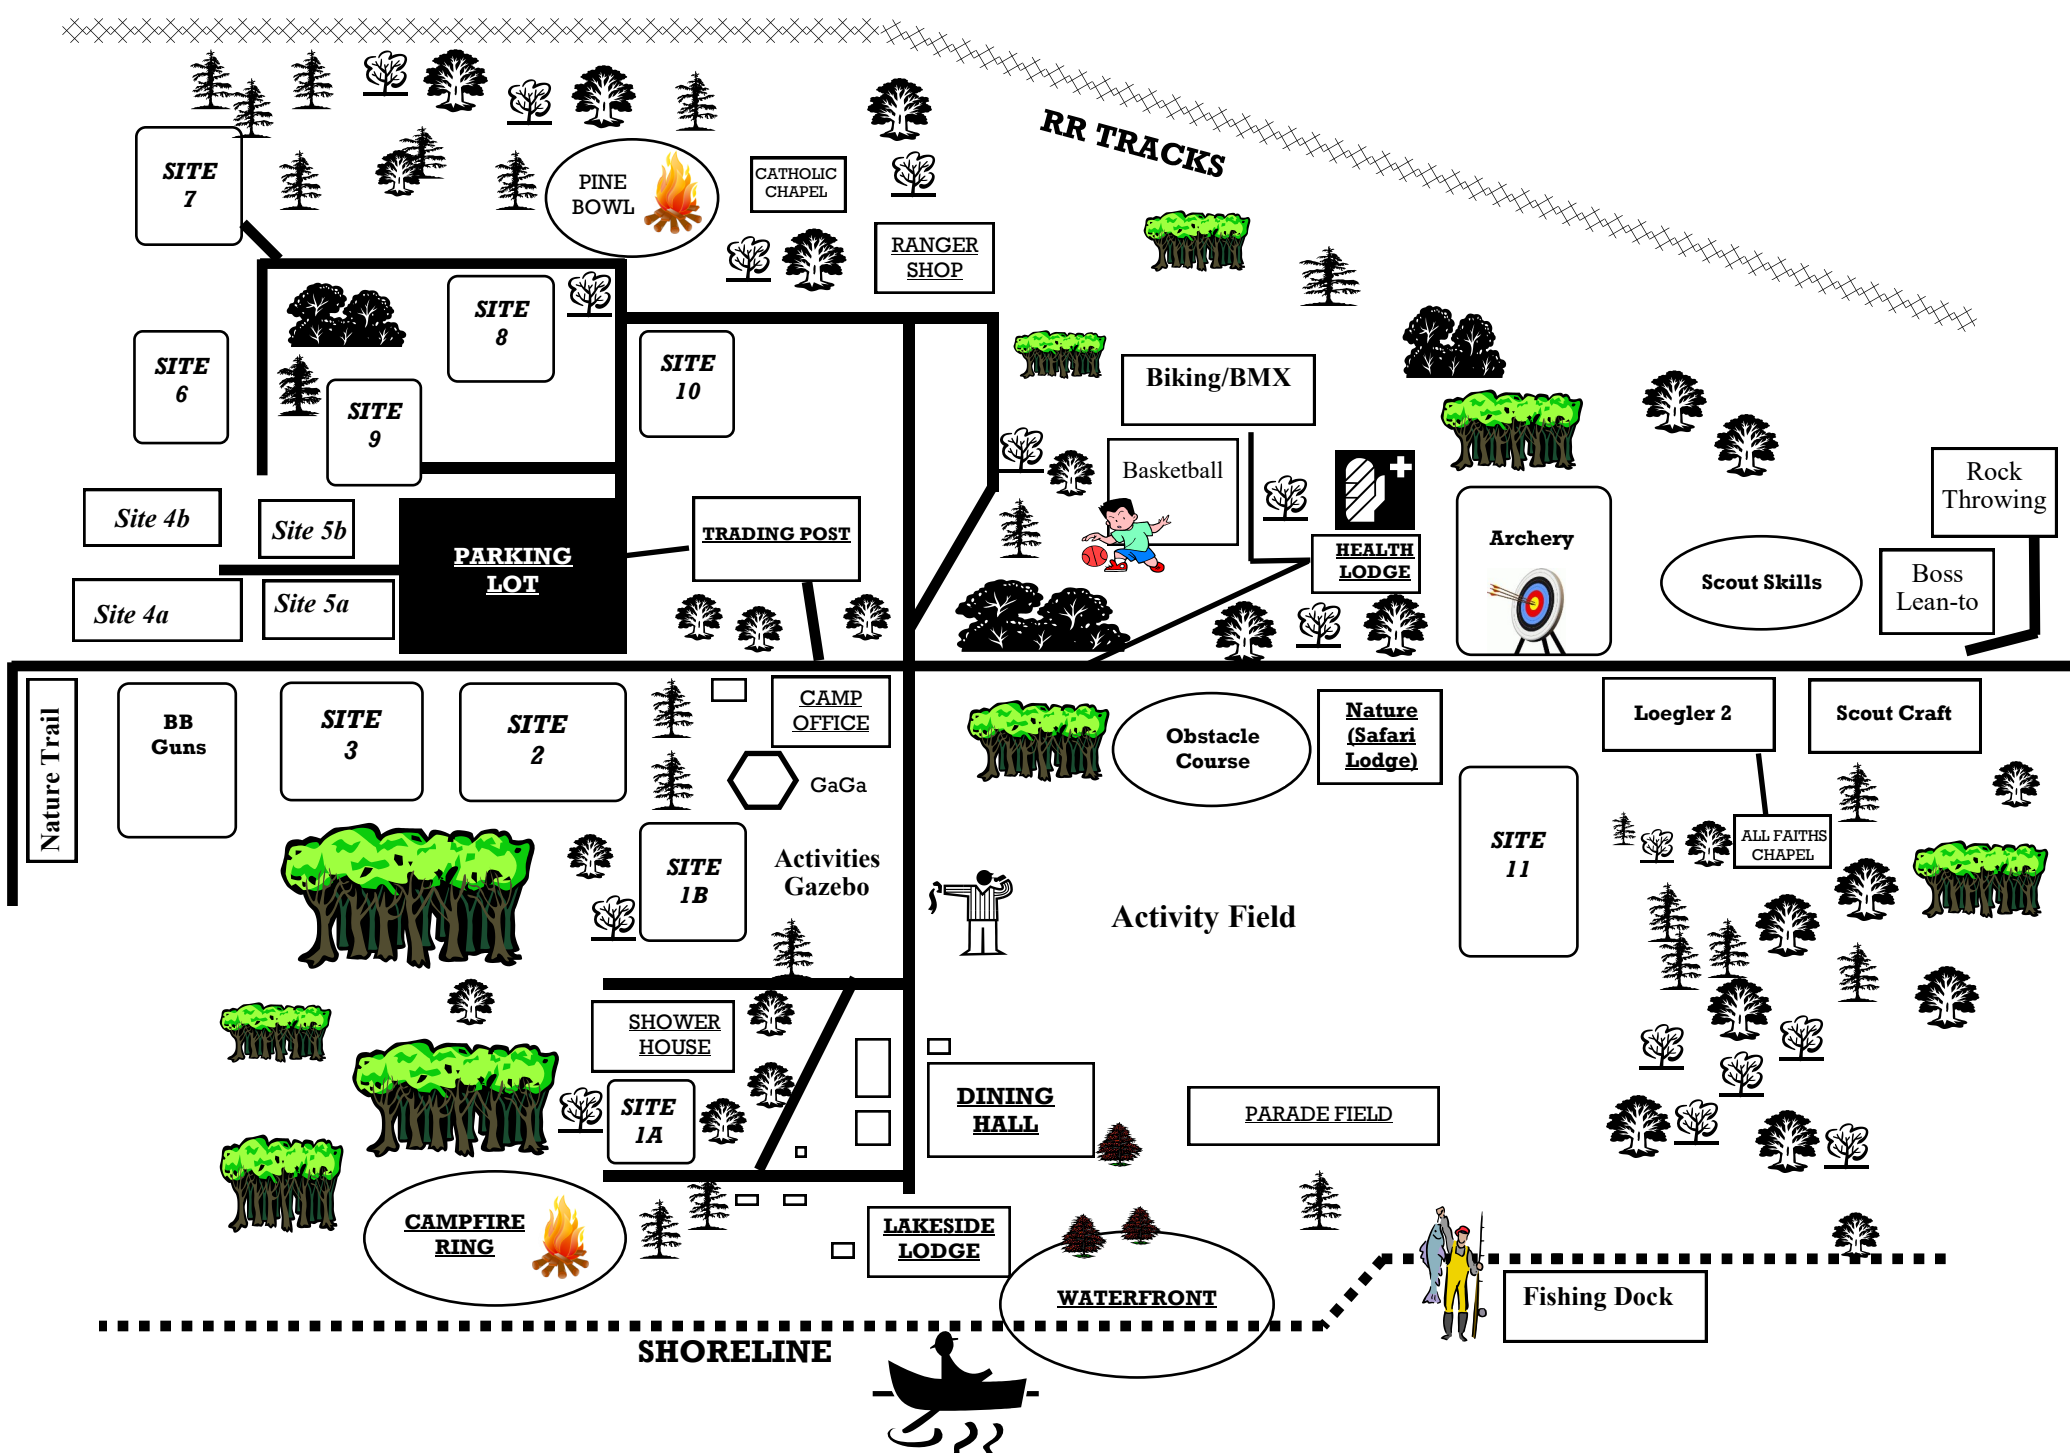 RR TRACKS
SITE
7
PINE
BOWL
CATHOLIC
CHAPEL
RANGER
SHOP
SITE
8
SITE
6
SITE
9
SITE
10
Biking/BMX
Basketball
Rock
Throwing
Site 4b
Site 5b
PARKING
LOT
TRADING POST
HEALTH
LODGE
Archery
Scout Skills
Boss
Lean-to
Site 4a
Site 5a
Nature Trail
BB
Guns
SITE
3
SITE
2
CAMP
OFFICE
GaGa
Obstacle
Course
Nature
(Safari
Lodge)
Loegler 2
Scout Craft
SITE
1B
Activities
Gazebo
Activity Field
SITE
11
ALL FAITHS
CHAPEL
SHOWER
HOUSE
SITE
1A
DINING
HALL
PARADE FIELD
CAMPFIRE
RING
LAKESIDE
LODGE
WATERFRONT
Fishing Dock
SHORELINE